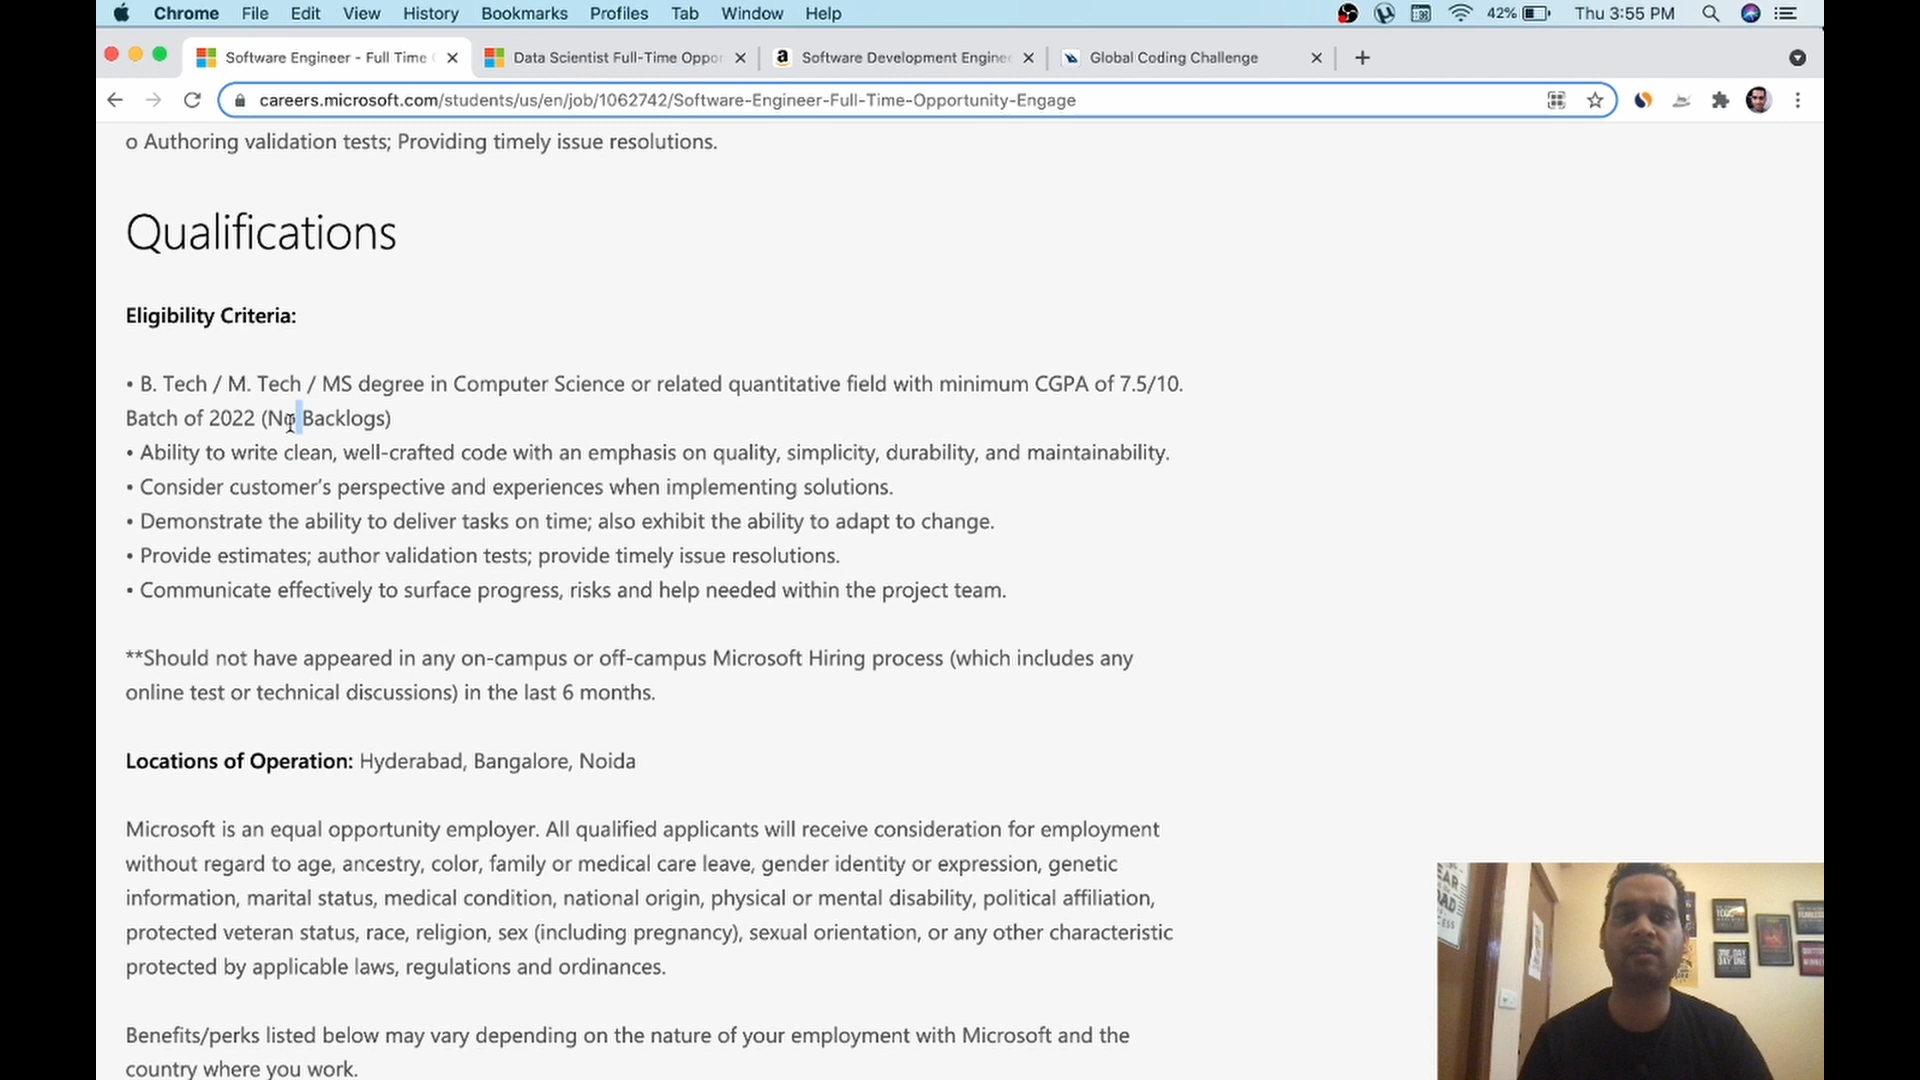 Chrome File Edit View History Bookmarks Profiles Tab Window Help 42% Thu 3:55 PM
Software Engineer - Full Time
Data Scientist Full-Time Oppor
Software Development Enginee
Global Coding Challenge
careers.microsoft.com/students/us/en/job/1062742/Software-Engineer-Full-Time-Opportunity-Engage
o Authoring validation tests; Providing timely issue resolutions.
Qualifications
Eligibility Criteria:
• B. Tech / M. Tech / MS degree in Computer Science or related quantitative field with minimum CGPA of 7.5/10.
Batch of 2022 (No Backlogs)
• Ability to write clean, well-crafted code with an emphasis on quality, simplicity, durability, and maintainability.
• Consider customer's perspective and experiences when implementing solutions.
• Demonstrate the ability to deliver tasks on time; also exhibit the ability to adapt to change.
• Provide estimates; author validation tests; provide timely issue resolutions.
• Communicate effectively to surface progress, risks and help needed within the project team.
**Should not have appeared in any on-campus or off-campus Microsoft Hiring process (which includes any
online test or technical discussions) in the last 6 months.
Locations of Operation: Hyderabad, Bangalore, Noida
Microsoft is an equal opportunity employer. All qualified applicants will receive consideration for employment
without regard to age, ancestry, color, family or medical care leave, gender identity or expression, genetic
information, marital status, medical condition, national origin, physical or mental disability, political affiliation,
protected veteran status, race, religion, sex (including pregnancy), sexual orientation, or any other characteristic
protected by applicable laws, regulations and ordinances.
Benefits/perks listed below may vary depending on the nature of your employment with Microsoft and the
country where you work.
ONE DAY
DAY ONE